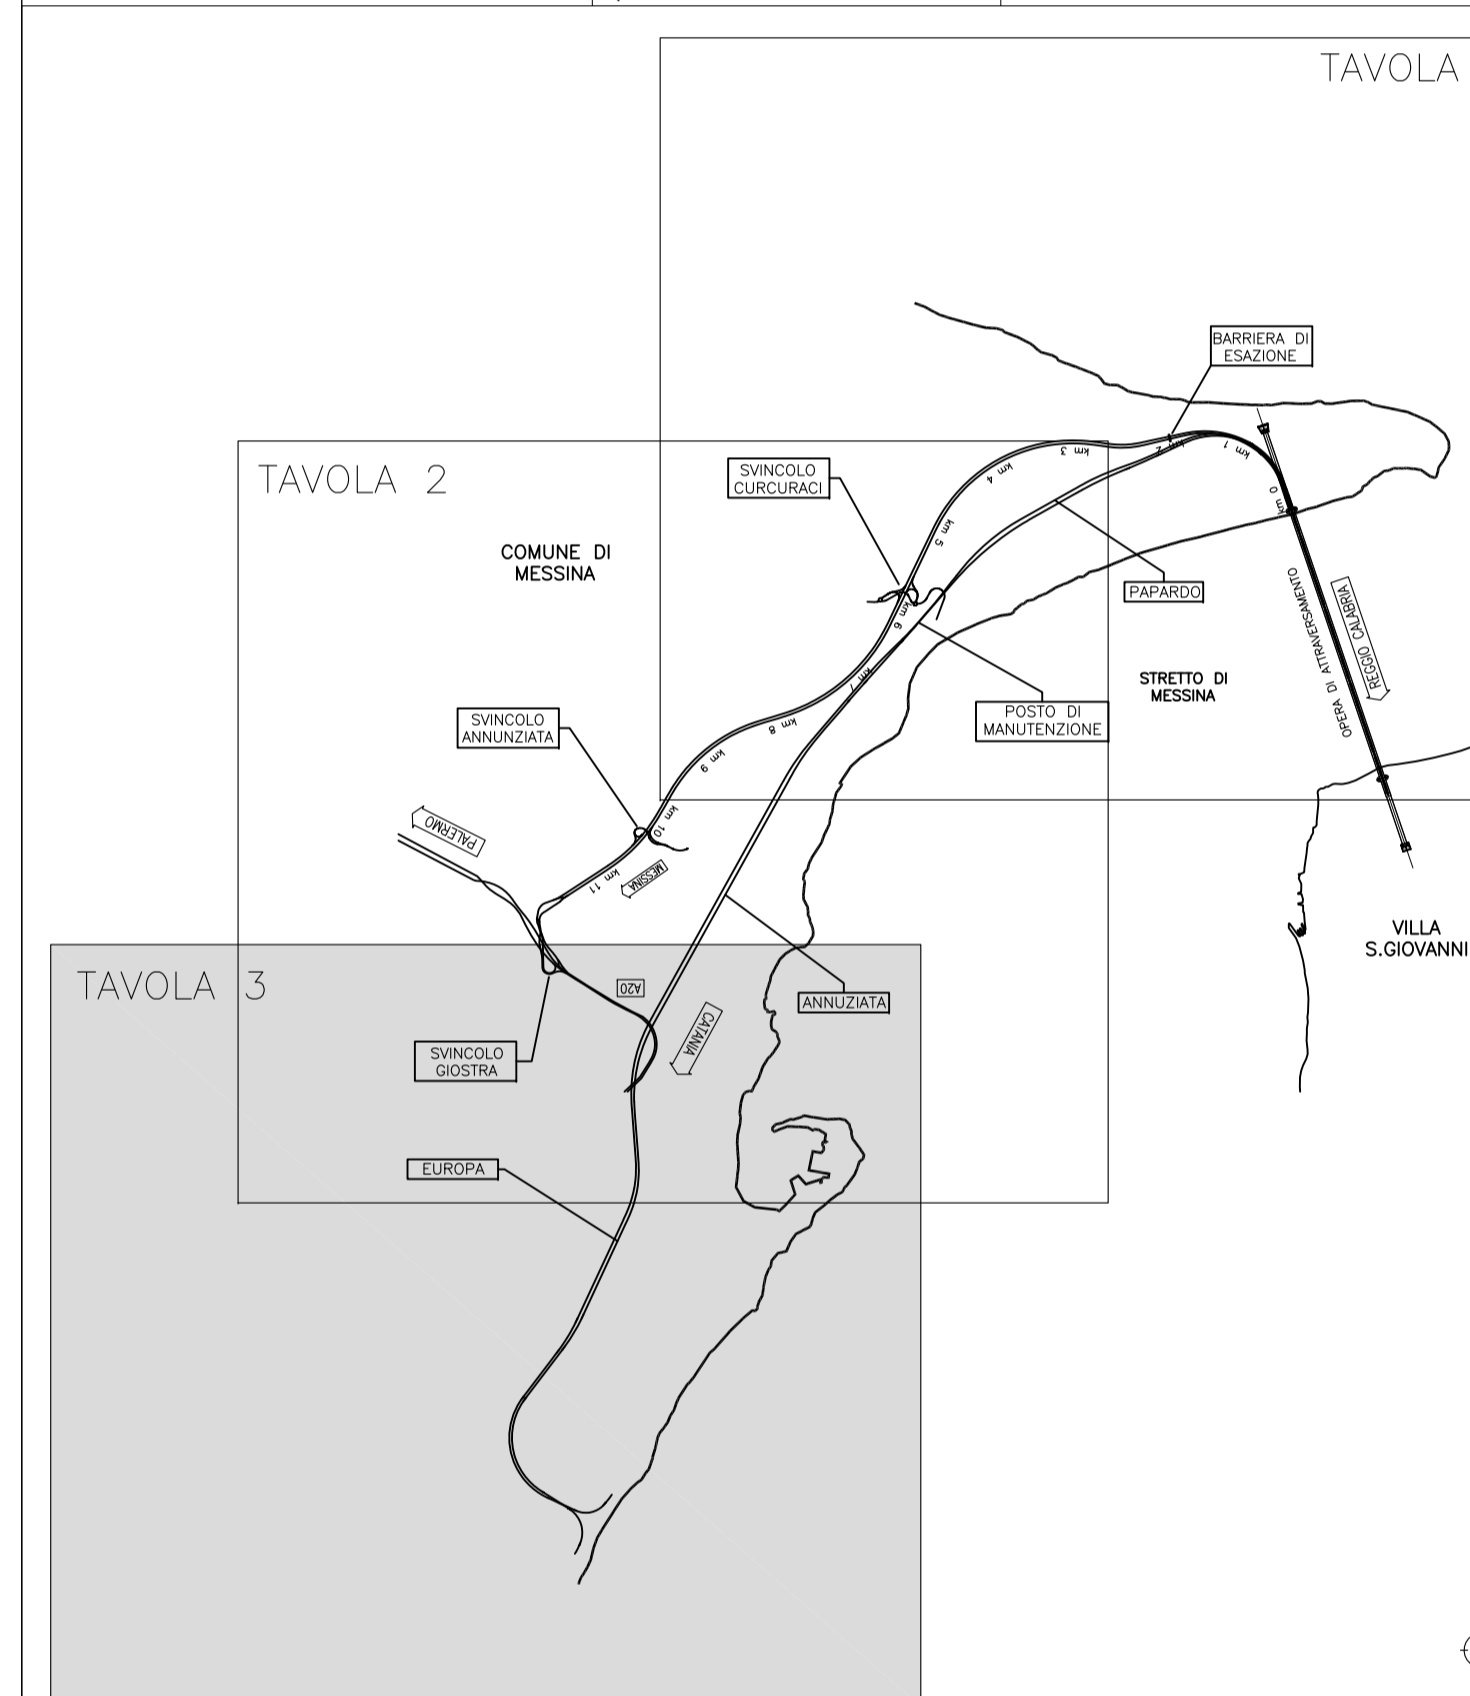 TAVOLA
BARRIERA DI
ESAZIONE
TAVOLA 2
SVINCOLO
CURCURACI
km 0
km 1
km 2
km 3
km 4
km 5
km 6
km 7
km 8
km 9
km 10
km 11
COMUNE DI
MESSINA
PAPARDO
OPERA DI ATTRAVERSAMENTO
REGGIO CALABRIA
STRETTO DI
MESSINA
POSTO DI
MANUTENZIONE
SVINCOLO
ANNUNZIATA
PALERMO
MESSINA
VILLA
S.GIOVANNI
TAVOLA 3
A20
ANNUZIATA
CATANIA
SVINCOLO
GIOSTRA
EUROPA